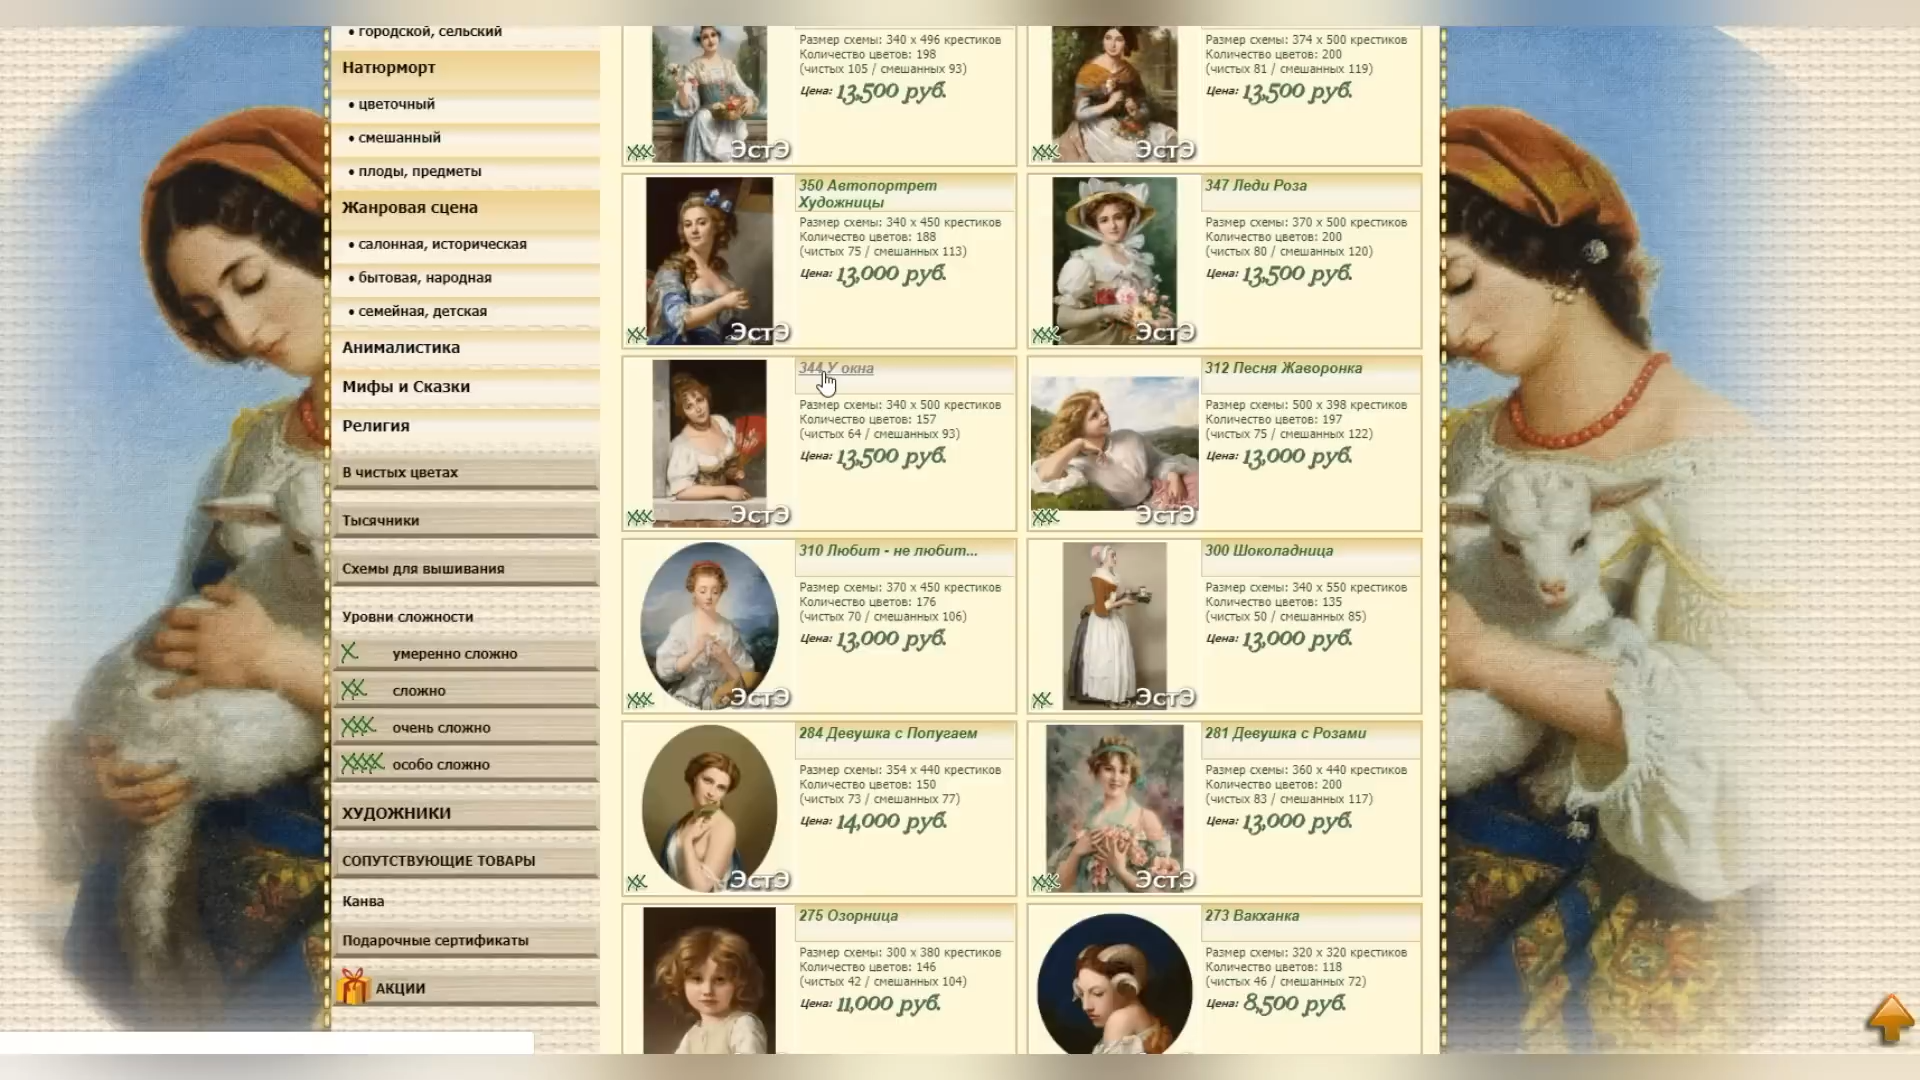 • городской, сельский
Натюрморт
• цветочный
• смешанный
• плоды, предметы
Жанровая сцена
• салонная, историческая
• бытовая, народная
• семейная, детская
Анималистика
Мифы и Сказки
Религия
В чистых цветах
Тысячники
Схемы для вышивания
Уровни сложности
умеренно сложно
сложно
очень сложно
особо сложно
ХУДОЖНИКИ
СОПУТСТВУЮЩИЕ ТОВАРЫ
Канва
Подарочные сертификаты
АКЦИИ
Размер схемы: 340 x 496 крестиков
Количество цветов: 198
(чистых 105 / смешанных 93)
Цена: 13,500 руб.
ЭстЭ
Размер схемы: 374 x 500 крестиков
Количество цветов: 200
(чистых 81 / смешанных 119)
Цена: 13,500 руб.
ЭстЭ
350 Автопортрет
Художницы
Размер схемы: 340 x 450 крестиков
Количество цветов: 188
(чистых 75 / смешанных 113)
Цена: 13,000 руб.
ЭстЭ
347 Леди Роза
Размер схемы: 370 x 500 крестиков
Количество цветов: 200
(чистых 80 / смешанных 120)
Цена: 13,500 руб.
ЭстЭ
344 У окна
Размер схемы: 340 x 500 крестиков
Количество цветов: 157
(чистых 64 / смешанных 93)
Цена: 13,500 руб.
ЭстЭ
312 Песня Жаворонка
Размер схемы: 500 x 398 крестиков
Количество цветов: 197
(чистых 75 / смешанных 122)
Цена: 13,000 руб.
ЭстЭ
310 Любит - не любит...
Размер схемы: 370 x 450 крестиков
Количество цветов: 176
(чистых 70 / смешанных 106)
Цена: 13,000 руб.
ЭстЭ
300 Шоколадница
Размер схемы: 340 x 550 крестиков
Количество цветов: 135
(чистых 50 / смешанных 85)
Цена: 13,000 руб.
ЭстЭ
284 Девушка с Попугаем
Размер схемы: 354 x 440 крестиков
Количество цветов: 150
(чистых 73 / смешанных 77)
Цена: 14,000 руб.
ЭстЭ
281 Девушка с Розами
Размер схемы: 360 x 440 крестиков
Количество цветов: 200
(чистых 83 / смешанных 117)
Цена: 13,000 руб.
ЭстЭ
275 Озорница
Размер схемы: 300 x 380 крестиков
Количество цветов: 146
(чистых 42 / смешанных 104)
Цена: 11,000 руб.
273 Вакханка
Размер схемы: 320 x 320 крестиков
Количество цветов: 118
(чистых 46 / смешанных 72)
Цена: 8,500 руб.